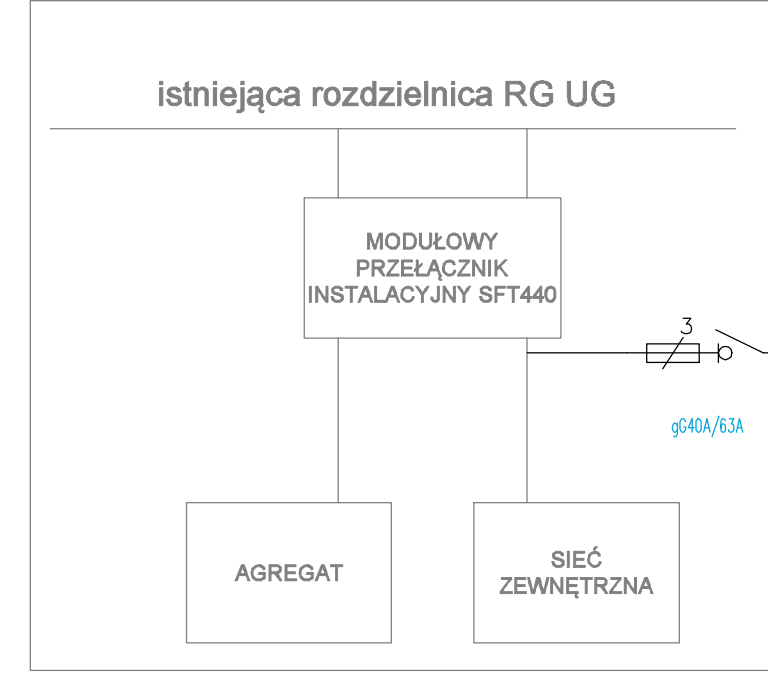 istniejąca rozdzielnica RG UG
MODUŁOWY
PRZEŁĄCZNIK
INSTALACYJNY SFT440
3
gG40A/63A
AGREGAT
SIEĆ
ZEWNĘTRZNA